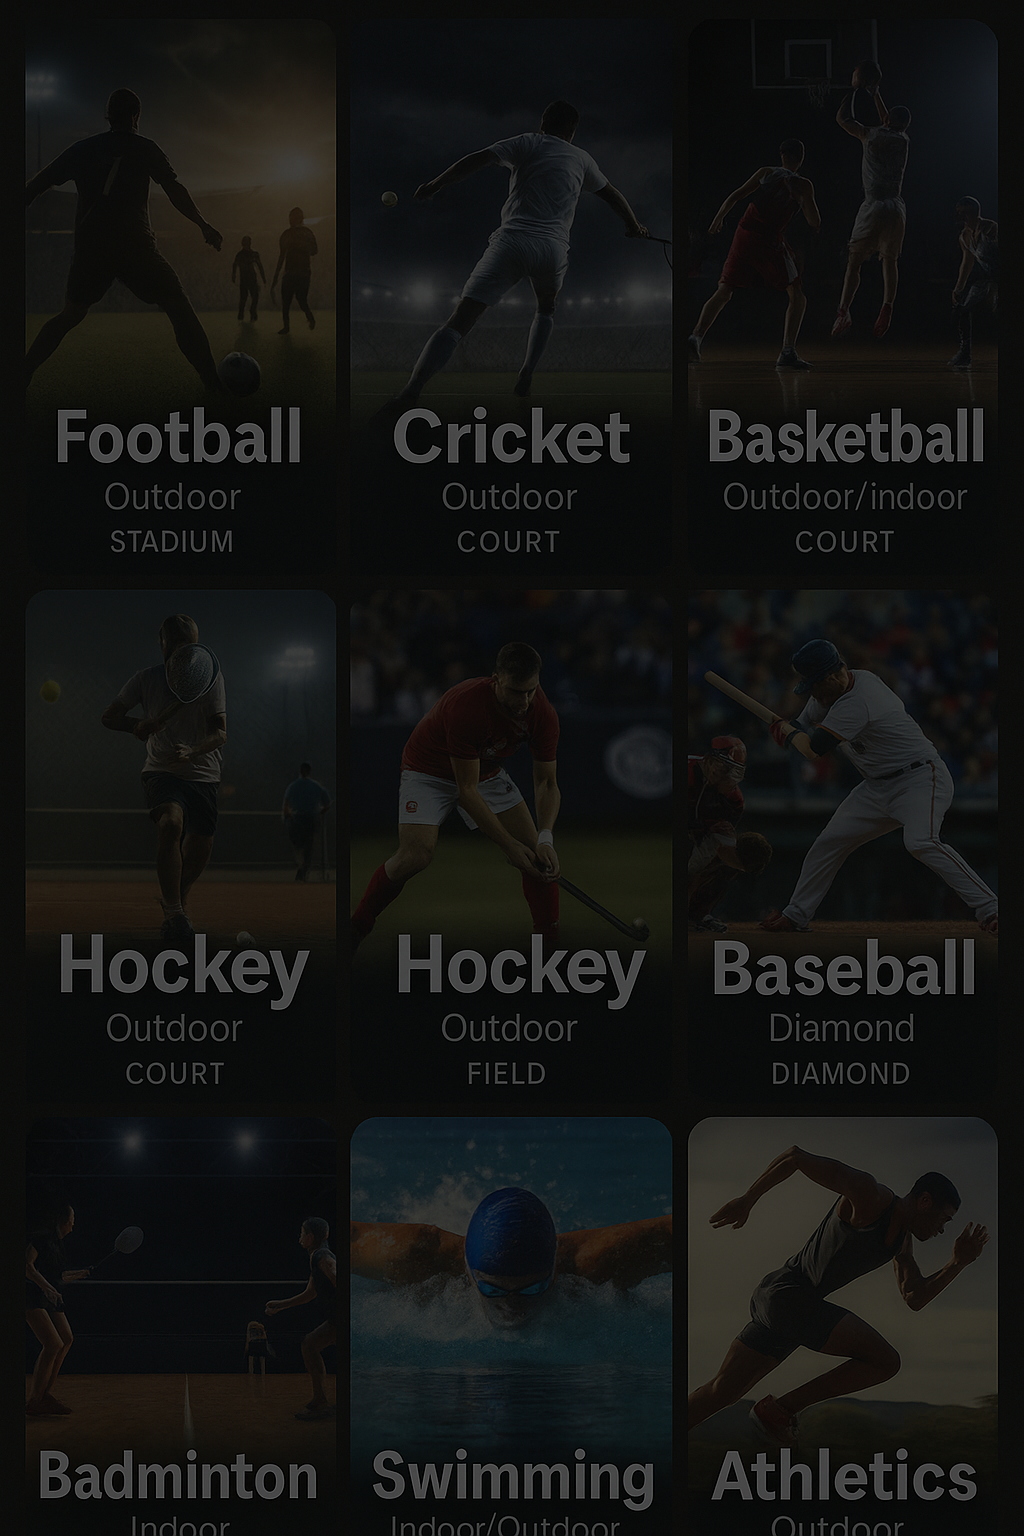 Football
Outdoor
STADIUM
Cricket
Outdoor
COURT
Basketball
Outdoor/indoor
COURT
Hockey
Outdoor
COURT
Hockey
Outdoor
FIELD
Baseball
Diamond
DIAMOND
Badminton
Indoor
Swimming
Indoor/Outdoor
Athletics
Outdoor